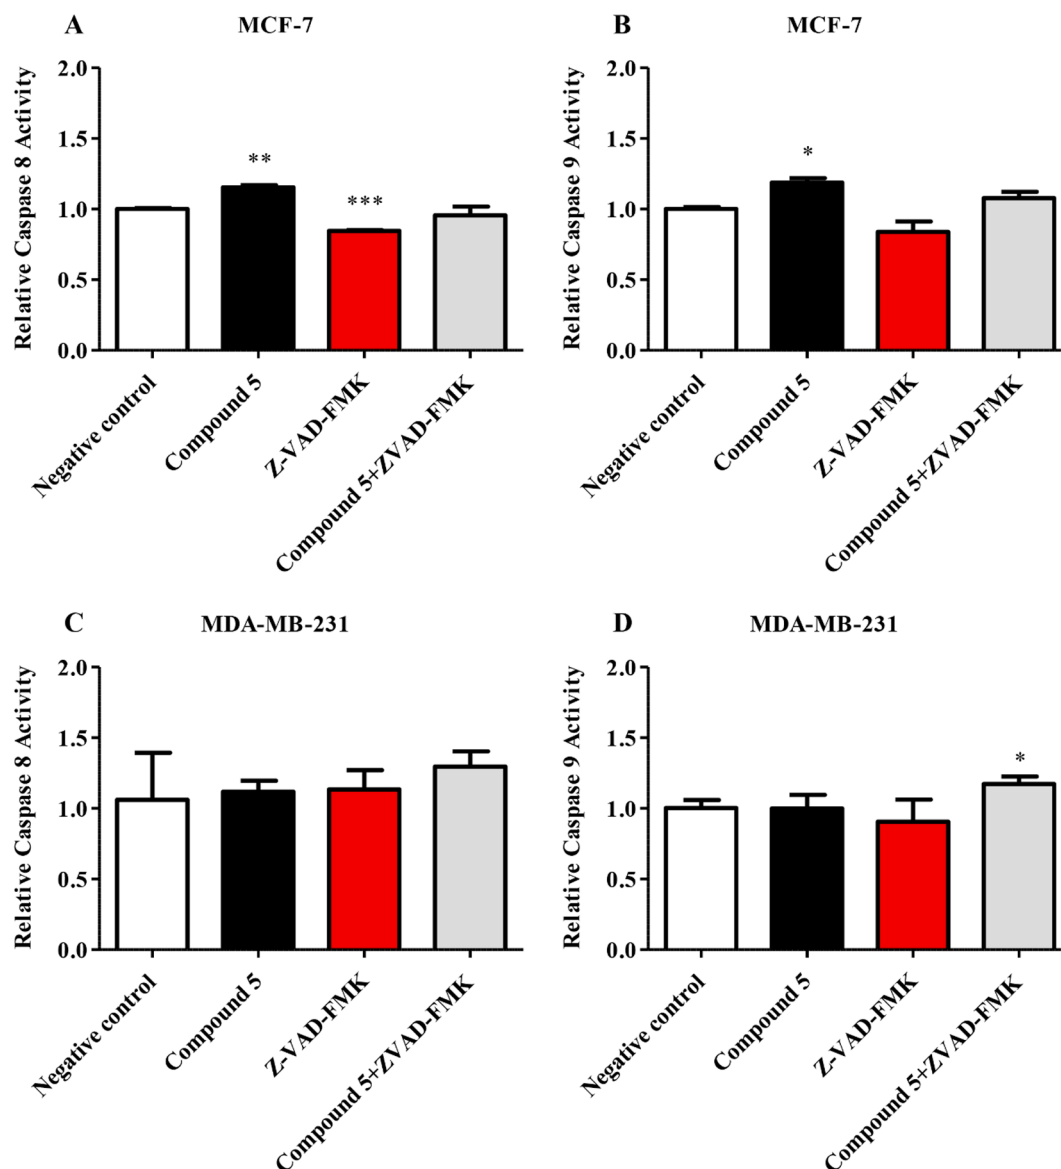 A
MCF-7
Relative Caspase 8 Activity
2.0
1.5
1.0
0.5
0.0
**
***
Negative control
Compound 5
Z-VAD-FMK
Compound 5+ZVAD-FMK
B
MCF-7
Relative Caspase 9 Activity
2.0
1.5
1.0
0.5
0.0
*
Negative control
Compound 5
Z-VAD-FMK
Compound 5+ZVAD-FMK
C
MDA-MB-231
Relative Caspase 8 Activity
2.0
1.5
1.0
0.5
0.0
Negative control
Compound 5
Z-VAD-FMK
Compound 5+ZVAD-FMK
D
MDA-MB-231
Relative Caspase 9 Activity
2.0
1.5
1.0
0.5
0.0
*
Negative control
Compound 5
Z-VAD-FMK
Compound 5+ZVAD-FMK